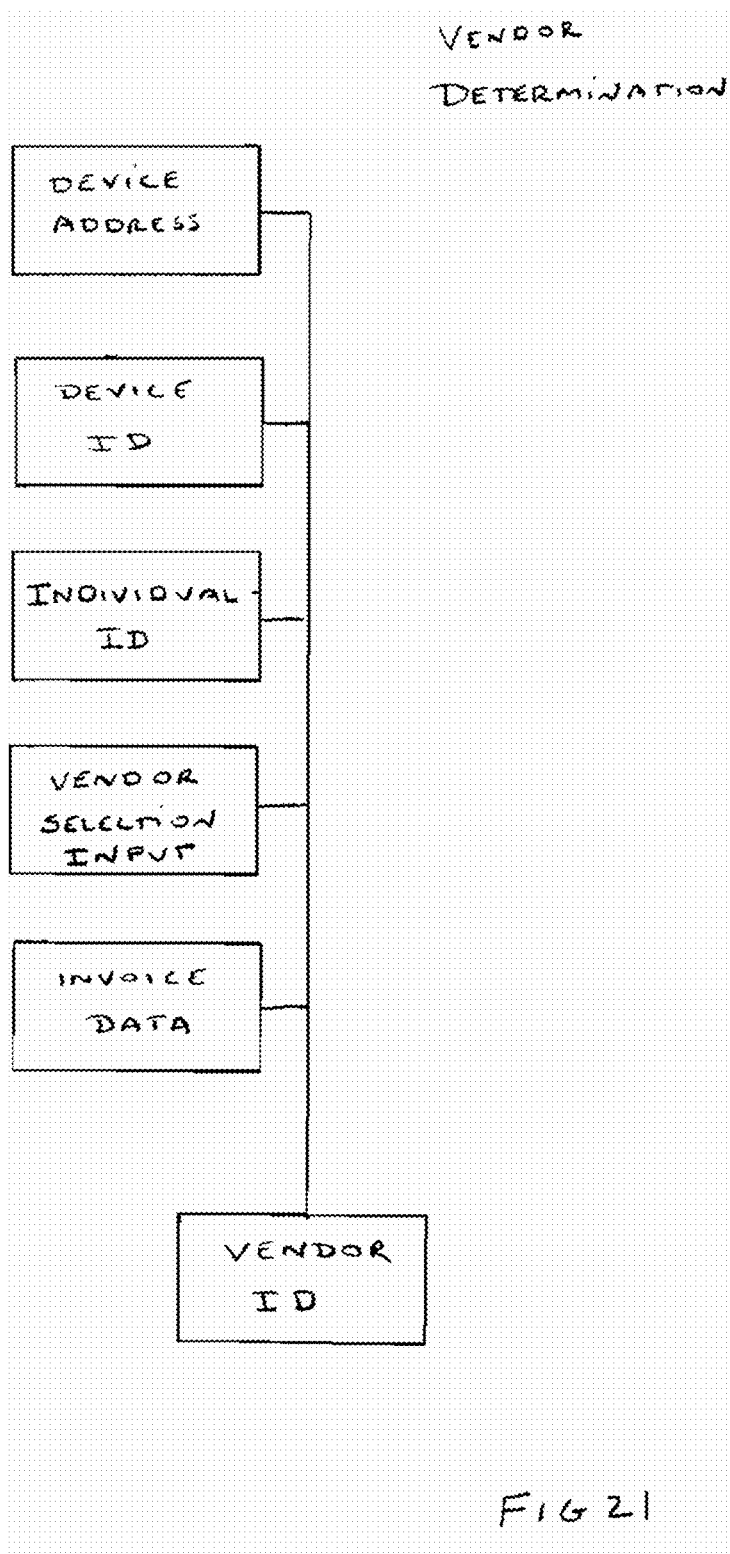 VENDOR
DETERMINATION
DEVICE
ADDRESS
DEVICE
ID
INDIVIDUAL
ID
VENDOR
SELECTION
INPUT
INVOICE
DATA
VENDOR
ID
FIG 21